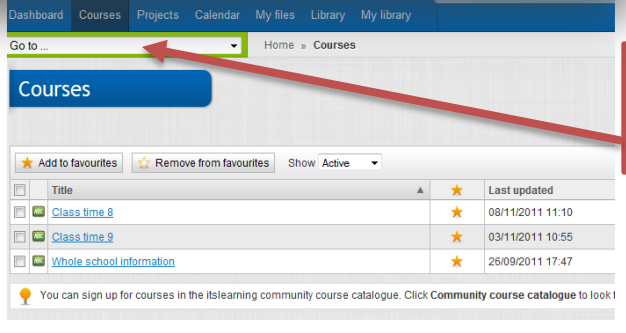 Dashboard Courses Projects Calendar My files Library My library
Go to ... Home » Courses
Courses
Add to favourites Remove from favourites Show Active
Title Last updated
ABC Class time 8 08/11/2011 11:10
ABC Class time 9 03/11/2011 10:55
ABC Whole school information 26/09/2011 17:47
You can sign up for courses in the itslearning community course catalogue. Click Community course catalogue to look